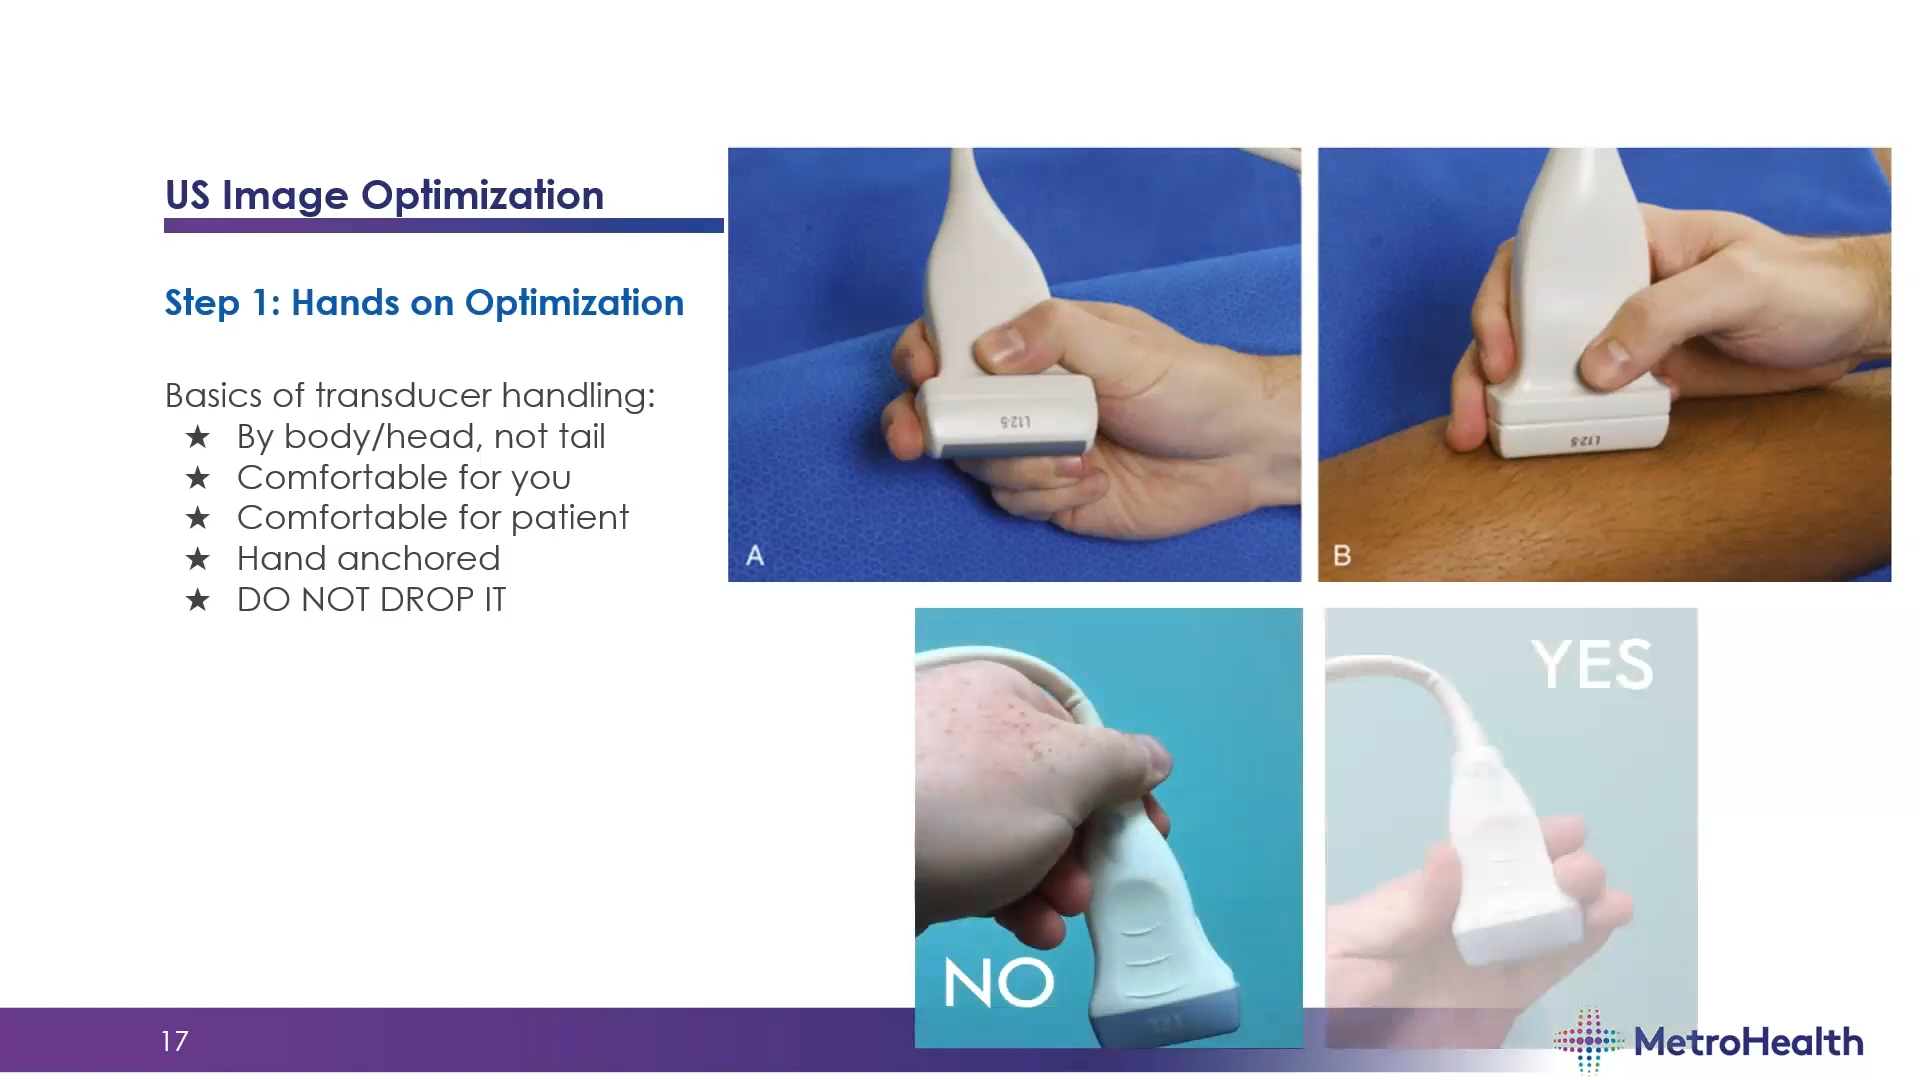 US Image Optimization
Step 1: Hands on Optimization
Basics of transducer handling:
★ By body/head, not tail
★ Comfortable for you
★ Comfortable for patient
★ Hand anchored
★ DO NOT DROP IT
L12-5
A
L12-5
B
NO
YES
17
MetroHealth